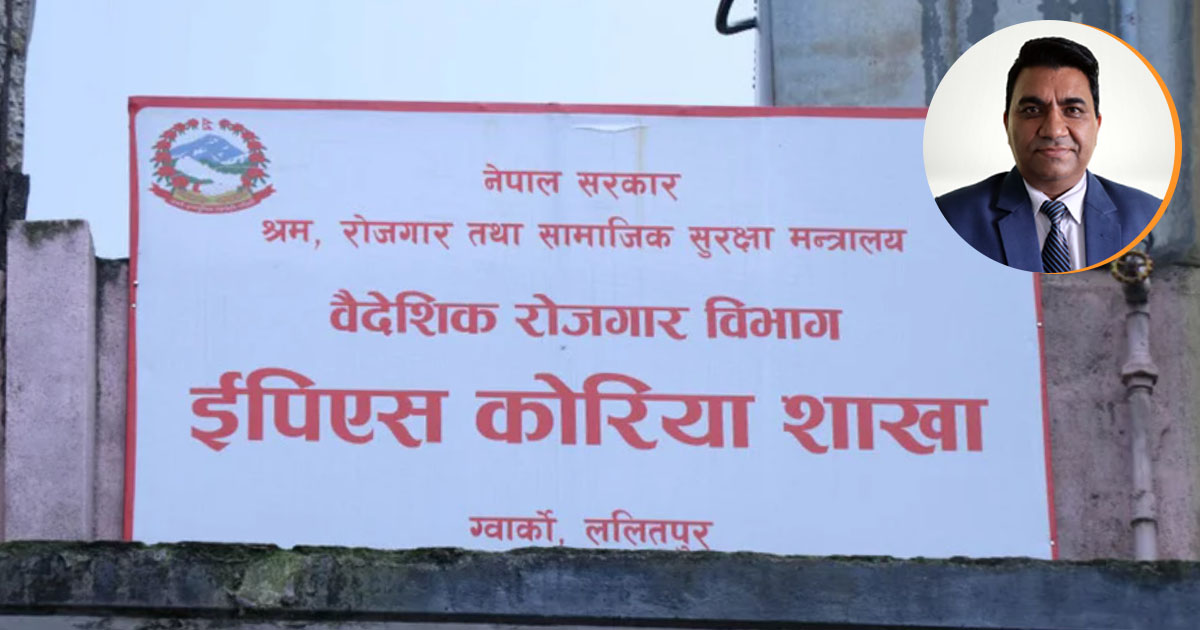 नेपाल सरकार
श्रम, रोजगार तथा सामाजिक सुरक्षा मन्त्रालय
वैदेशिक रोजगार विभाग
ईपिएस कोरिया शाखा
ग्वार्को, ललितपुर